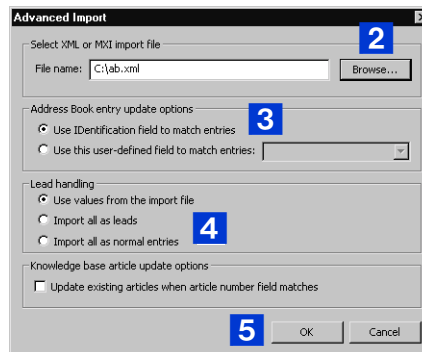 Advanced Import
Select XML or MXI import file
2
File name: C:\ab.xml Browse...
Address Book entry update options
3
Use IDentification field to match entries
Use this user-defined field to match entries:
Lead handling
Use values from the import file
Import all as leads
4
Import all as normal entries
Knowledge base article update options
Update existing articles when article number field matches
5 OK Cancel